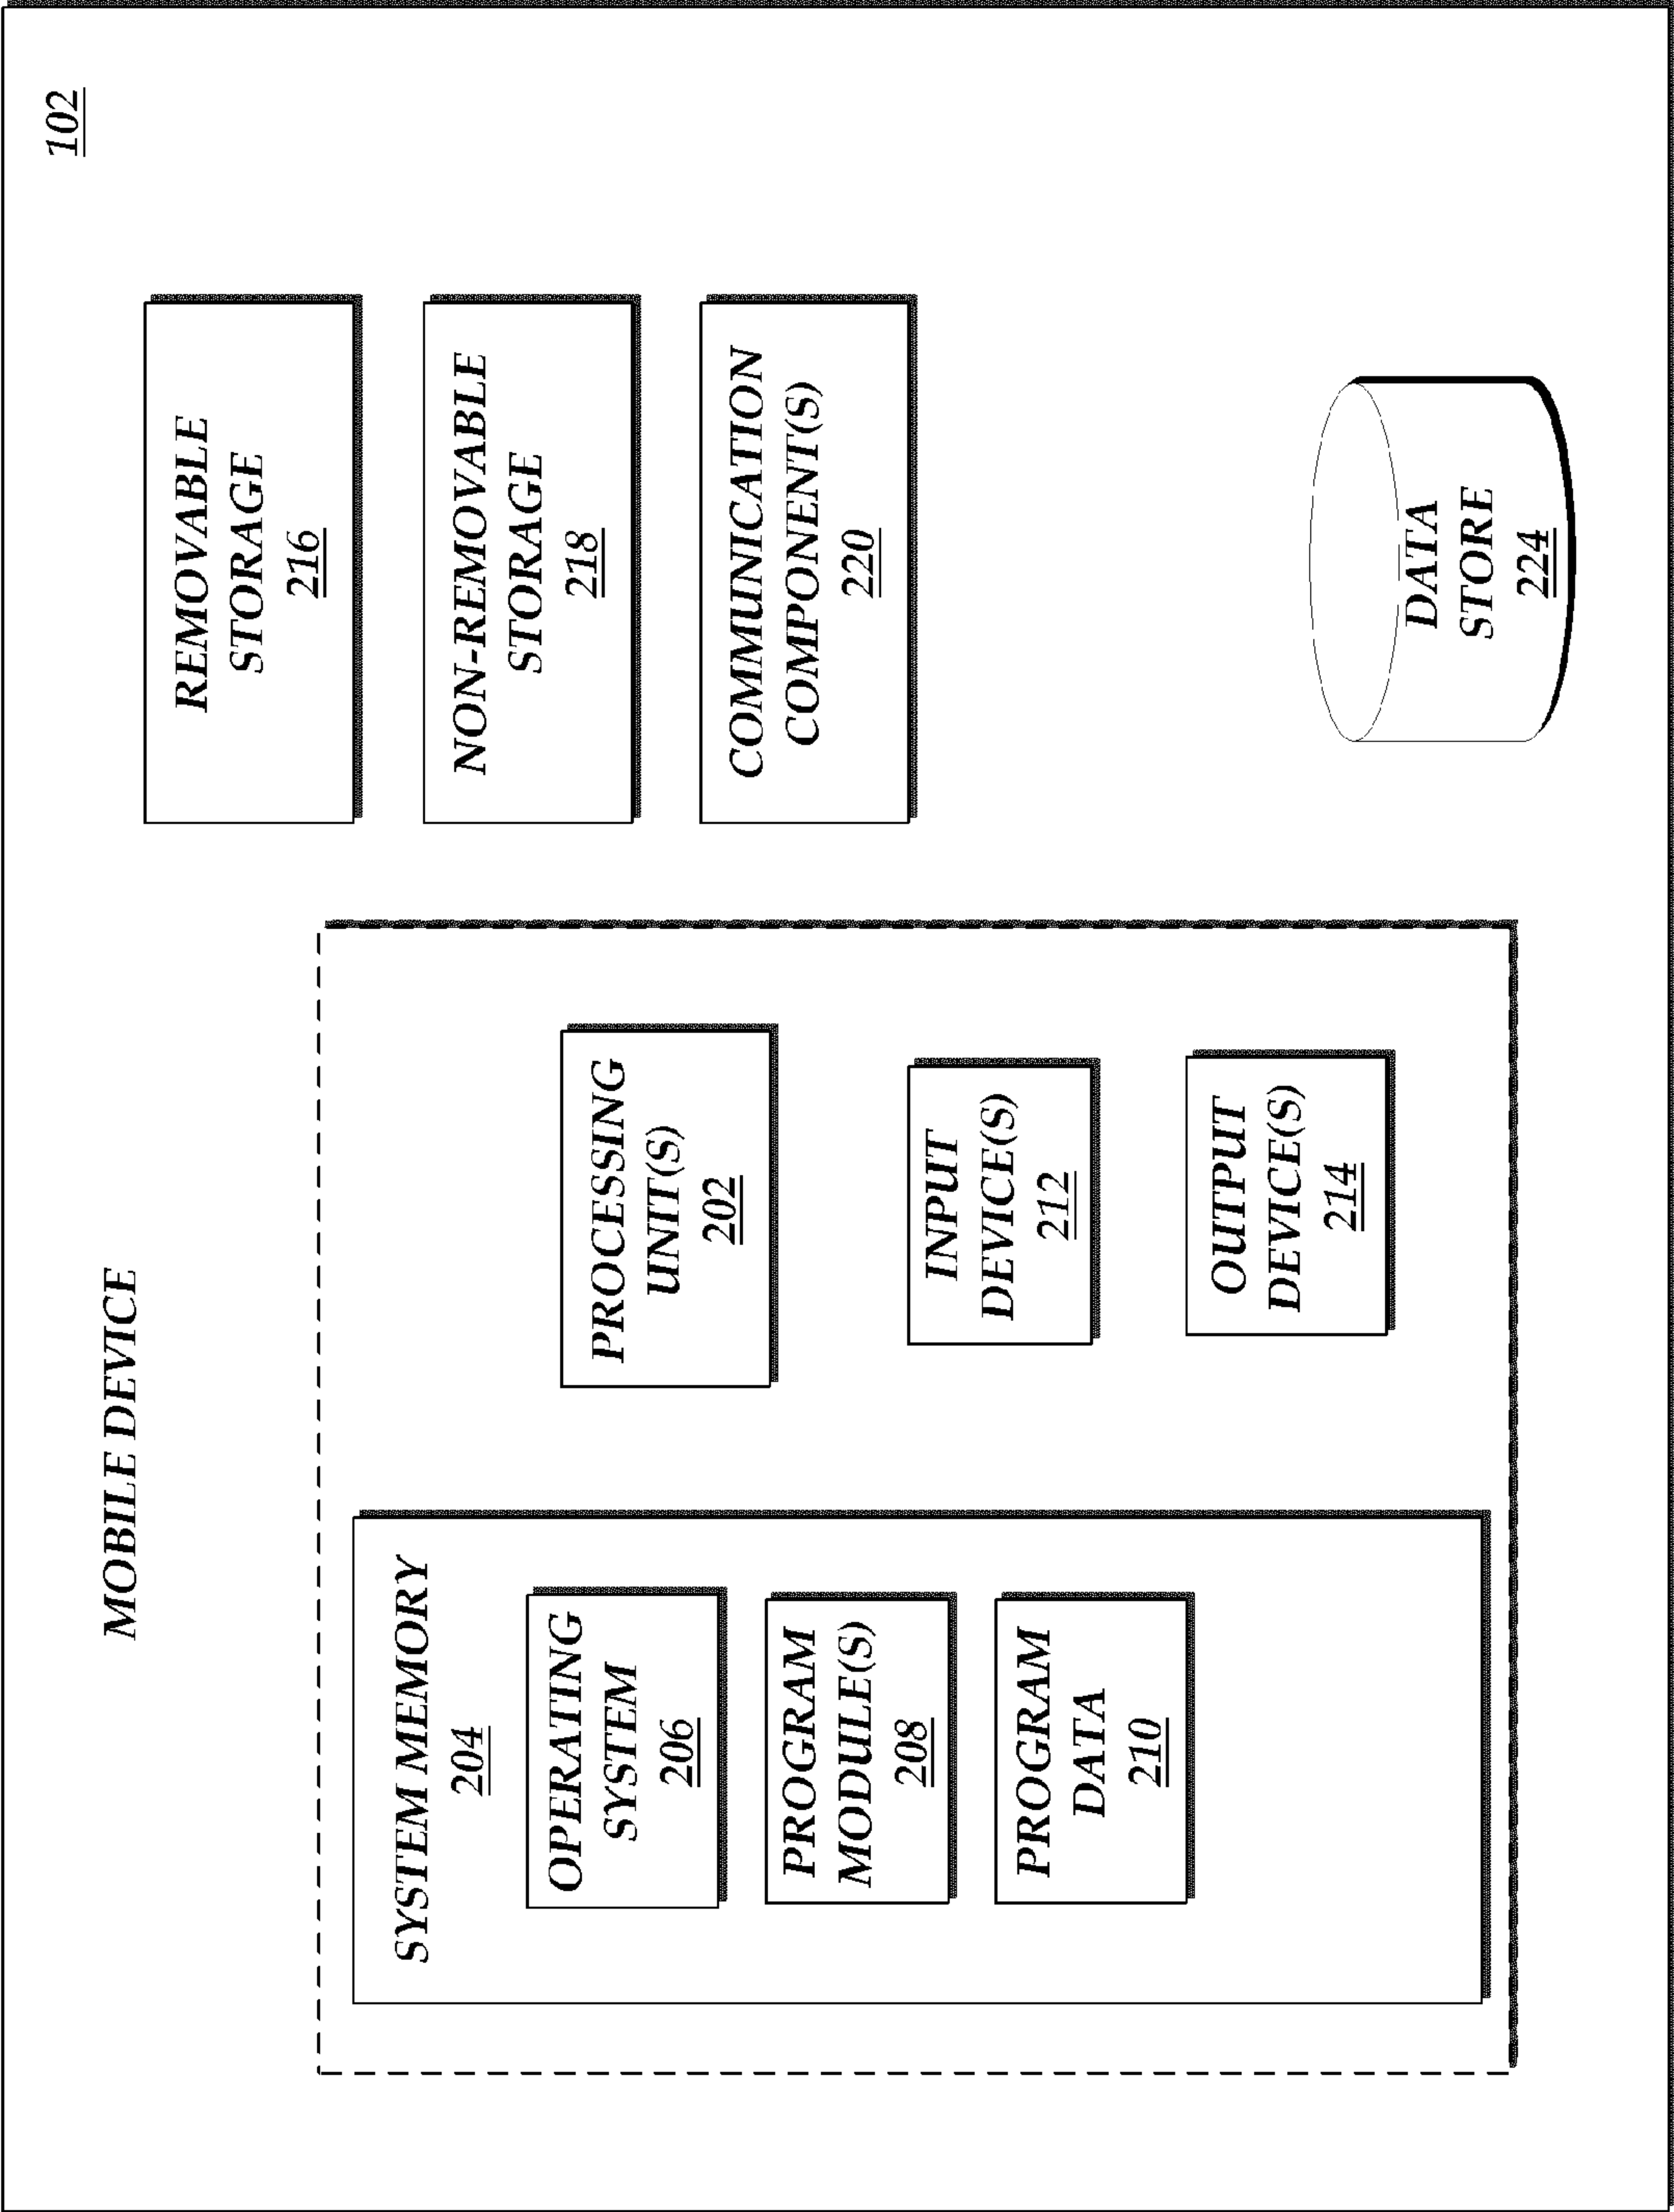 102
MOBILE DEVICE
SYSTEM MEMORY
204
OPERATING
SYSTEM
206
PROGRAM
MODULE(S)
208
PROGRAM
DATA
210
PROCESSING
UNIT(S)
202
INPUT
DEVICE(S)
212
OUTPUT
DEVICE(S)
214
REMOVABLE
STORAGE
216
NON-REMOVABLE
STORAGE
218
COMMUNICATION
COMPONENT(S)
220
DATA
STORE
224